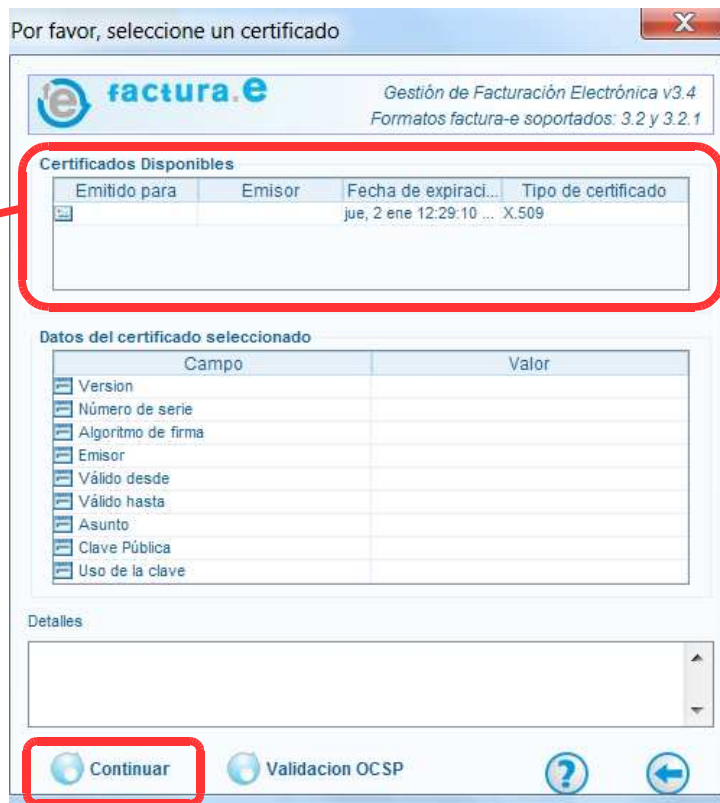 Por favor, seleccione un certificado
factura.e
Gestión de Facturación Electrónica v3.4
Formatos factura-e soportados: 3.2 y 3.2.1
Certificados Disponibles
Emitido para Emisor Fecha de expiraci... Tipo de certificado
jue, 2 ene 12:29:10 ... X.509
Datos del certificado seleccionado
Campo Valor
Version
Número de serie
Algoritmo de firma
Emisor
Válido desde
Válido hasta
Asunto
Clave Pública
Uso de la clave
Detalles
Continuar Validacion OCSP ?